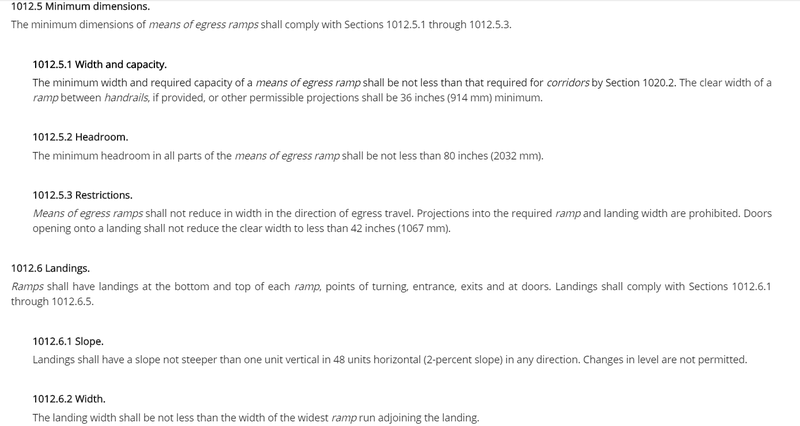 1012.5 Minimum dimensions.
The minimum dimensions of means of egress ramps shall comply with Sections 1012.5.1 through 1012.5.3.
1012.5.1 Width and capacity.
The minimum width and required capacity of a means of egress ramp shall be not less than that required for corridors by Section 1020.2. The clear width of a
ramp between handrails, if provided, or other permissible projections shall be 36 inches (914 mm) minimum.
1012.5.2 Headroom.
The minimum headroom in all parts of the means of egress ramp shall be not less than 80 inches (2032 mm).
1012.5.3 Restrictions.
Means of egress ramps shall not reduce in width in the direction of egress travel. Projections into the required ramp and landing width are prohibited. Doors
opening onto a landing shall not reduce the clear width to less than 42 inches (1067 mm).
1012.6 Landings.
Ramps shall have landings at the bottom and top of each ramp, points of turning, entrance, exits and at doors. Landings shall comply with Sections 1012.6.1
through 1012.6.5.
1012.6.1 Slope.
Landings shall have a slope not steeper than one unit vertical in 48 units horizontal (2-percent slope) in any direction. Changes in level are not permitted.
1012.6.2 Width.
The landing width shall be not less than the width of the widest ramp run adjoining the landing.